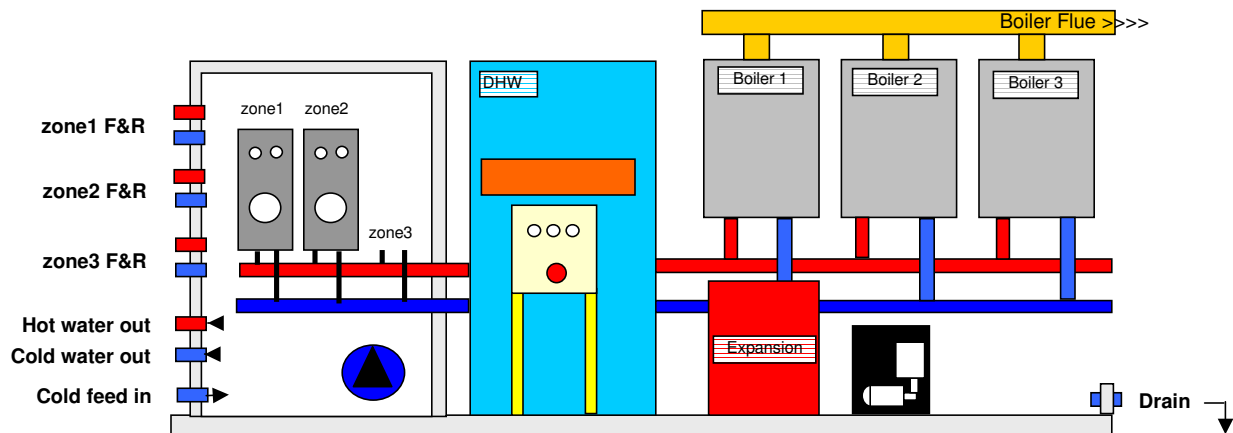 Boiler Flue >>>>
DHW
Boiler 1
Boiler 2
Boiler 3
zone1
zone2
zone1 F&R
zone2 F&R
zone3
zone3 F&R
Hot water out
Cold water out
Expansion
Cold feed in
Drain